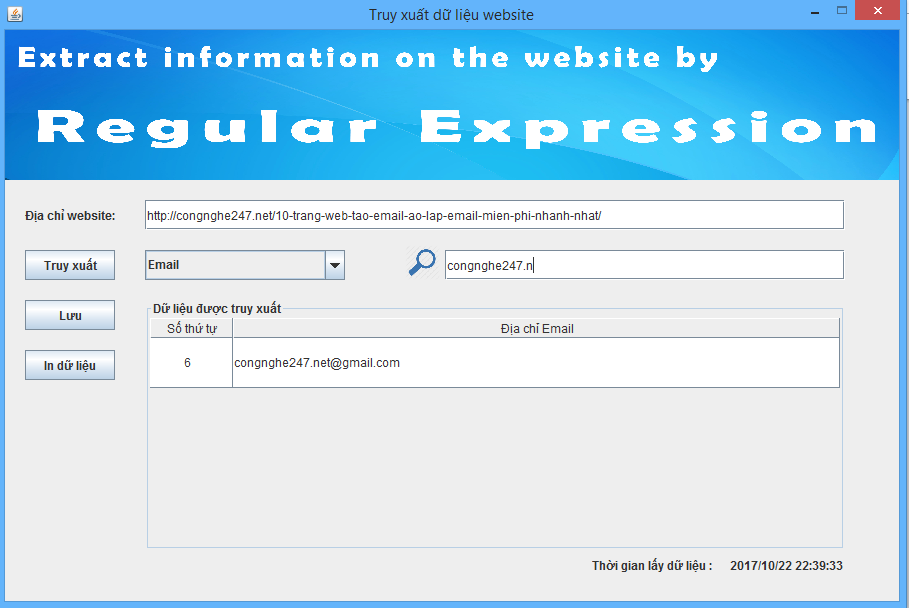 Truy xuất dữ liệu website
Extract information on the website by
Regular Expression
Địa chỉ website: http://congnghe247.net/10-trang-web-tao-email-ao-lap-email-mien-phi-nhanh-nhat/
Truy xuất Email congnghe247.n
Lưu
In dữ liệu
Dữ liệu được truy xuất
Số thứ tự Địa chỉ Email
6 congnghe247.net@gmail.com
Thời gian lấy dữ liệu : 2017/10/22 22:39:33